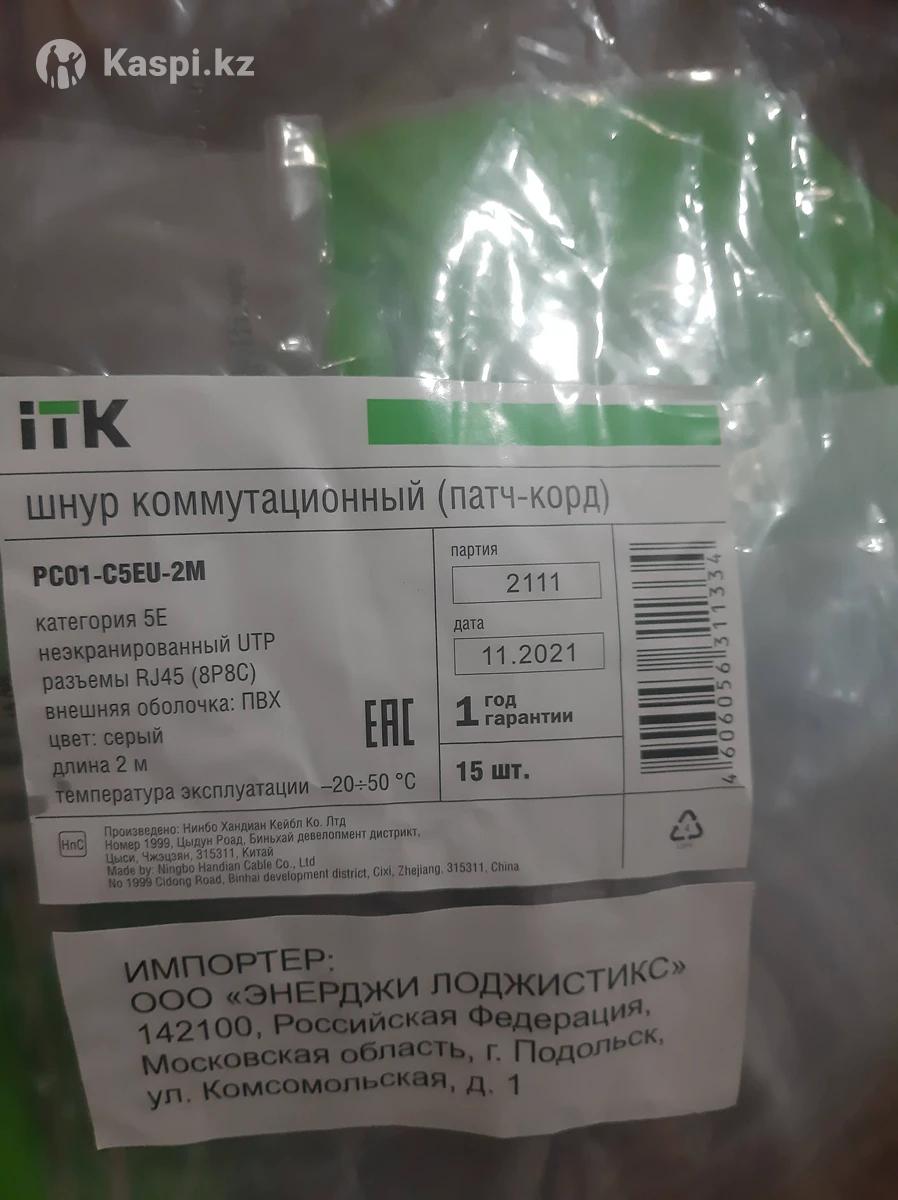 Kaspi.kz
iTK
шнур коммутационный (патч-корд)
PC01-C5EU-2M
категория 5E
неэкранированный UTP
разъемы RJ45 (8P8C)
внешняя оболочка: ПВХ
цвет: серый
длина 2 м
температура эксплуатации –20÷50 °C
EAC
партия
2111
дата
11.2021
1 год
гарантии
15 шт.
4606056311334
HnC
Произведено: Нинбо Хандиан Кейбл Ко. Лтд
Номер 1999, Цыдун Роад, Биньхай девелопмент дистрикт,
Цыси, Чжэцзян, 315311, Китай
Made by: Ningbo Handian Cable Co., Ltd
No 1999 Cidong Road, Binhai development district, Cixi, Zhejiang, 315311, China
ИМПОРТЕР:
ООО «ЭНЕРДЖИ ЛОДЖИСТИКС»
142100, Российская Федерация,
Московская область, г. Подольск,
ул. Комсомольская, д. 1